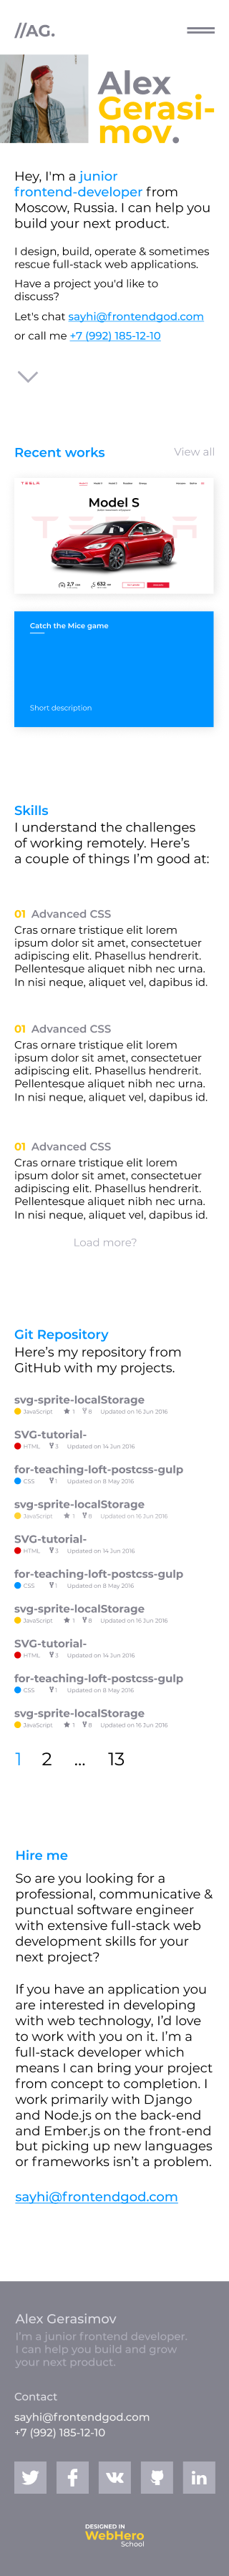 //AG.
Alex
Gerasi-
mov.
Hey, I'm a junior
frontend-developer from
Moscow, Russia. I can help you
build your next product.
I design, build, operate & sometimes
rescue full-stack web applications.
Have a project you'd like to
discuss?
Let's chat sayhi@frontendgod.com
or call me +7 (992) 185-12-10
Recent works
View all
TESLA
Model S
Catch the Mice game
Short description
Skills
I understand the challenges
of working remotely. Here's
a couple of things I'm good at:
01 Advanced CSS
Cras ornare tristique elit lorem
ipsum dolor sit amet, consectetuer
adipiscing elit. Phasellus hendrerit.
Pellentesque aliquet nibh nec urna.
In nisi neque, aliquet vel, dapibus id.
01 Advanced CSS
Cras ornare tristique elit lorem
ipsum dolor sit amet, consectetuer
adipiscing elit. Phasellus hendrerit.
Pellentesque aliquet nibh nec urna.
In nisi neque, aliquet vel, dapibus id.
01 Advanced CSS
Cras ornare tristique elit lorem
ipsum dolor sit amet, consectetuer
adipiscing elit. Phasellus hendrerit.
Pellentesque aliquet nibh nec urna.
In nisi neque, aliquet vel, dapibus id.
Load more?
Git Repository
Here's my repository from
GitHub with my projects.
svg-sprite-localStorage
JavaScript 1 8 Updated on 16 Jun 2016
SVG-tutorial-
HTML 3 Updated on 14 Jun 2016
for-teaching-loft-postcss-gulp
CSS 1 Updated on 8 May 2016
svg-sprite-localStorage
JavaScript 1 8 Updated on 16 Jun 2016
SVG-tutorial-
HTML 3 Updated on 14 Jun 2016
for-teaching-loft-postcss-gulp
CSS 1 Updated on 8 May 2016
svg-sprite-localStorage
JavaScript 1 8 Updated on 16 Jun 2016
SVG-tutorial-
HTML 3 Updated on 14 Jun 2016
for-teaching-loft-postcss-gulp
CSS 1 Updated on 8 May 2016
svg-sprite-localStorage
JavaScript 1 8 Updated on 16 Jun 2016
1 2 ... 13
Hire me
So are you looking for a
professional, communicative &
punctual software engineer
with extensive full-stack web
development skills for your
next project?
If you have an application you
are interested in developing
with web technology, I'd love
to work with you on it. I'm a
full-stack developer which
means I can bring your project
from concept to completion. I
work primarily with Django
and Node.js on the back-end
and Ember.js on the front-end
but picking up new languages
or frameworks isn't a problem.
sayhi@frontendgod.com
Alex Gerasimov
I'm a junior frontend developer.
I can help you build and grow
your next product.
Contact
sayhi@frontendgod.com
+7 (992) 185-12-10
DESIGNED IN
WebHero
School